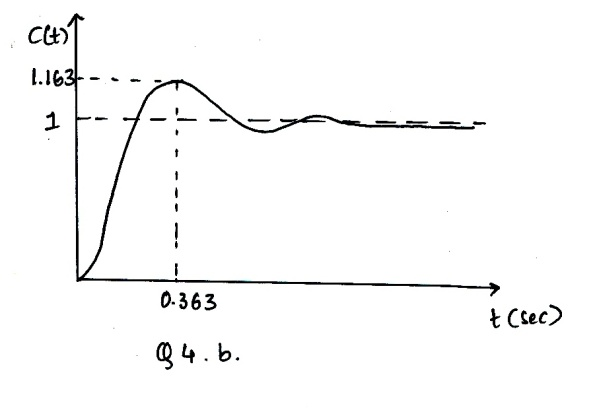 C(t)
1.163
1
0.363
t (sec)
Q 4 . b.